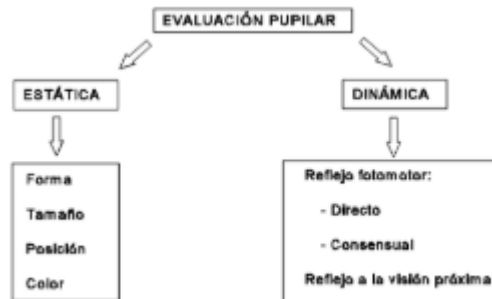 EVALUACIÓN PUPILAR
ESTÁTICA
Forma
Tamaño
Posición
Color
DINÁMICA
Reflejo fotomotor:
- Directo
- Consensual
Reflejo a la visión próxima